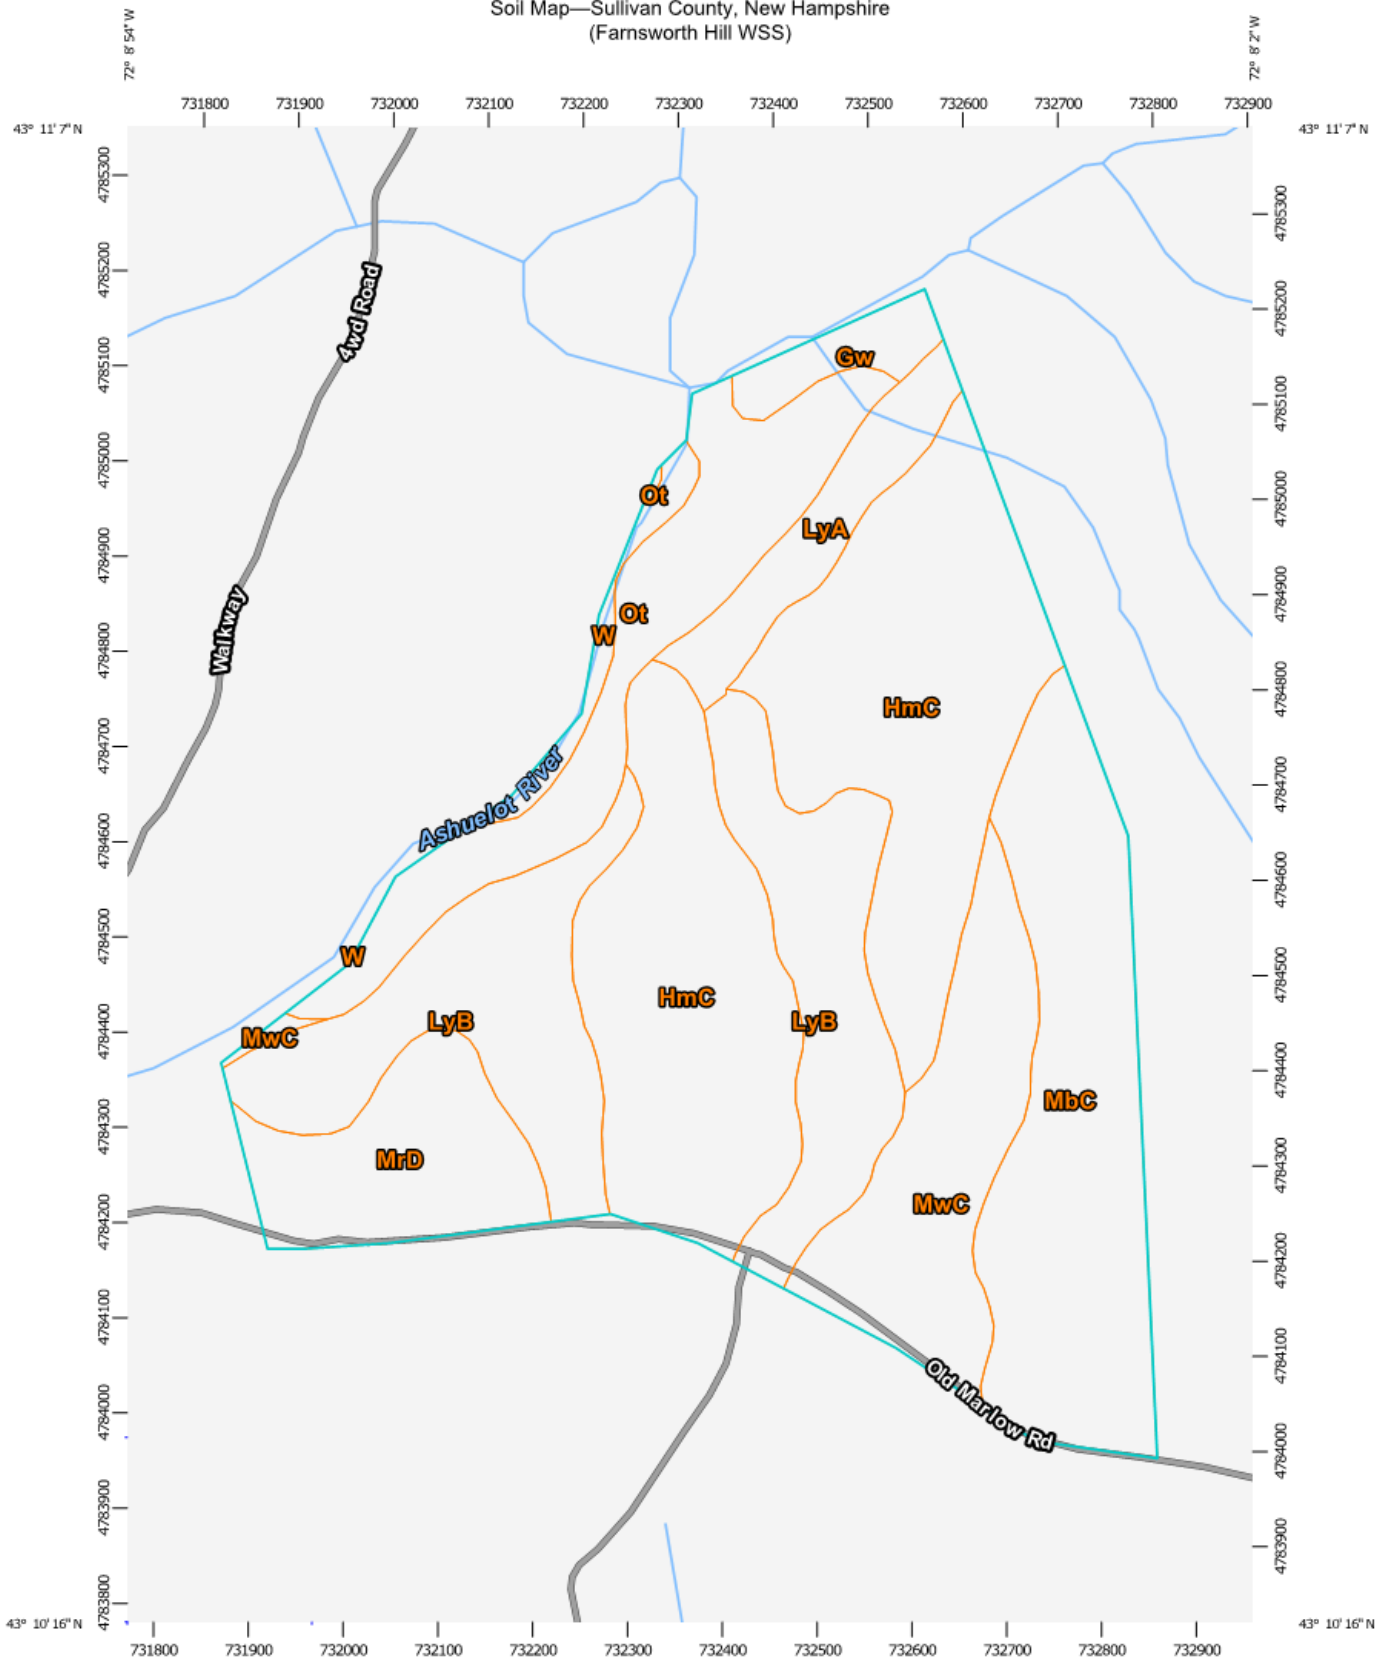 Soil Map—Sullivan County, New Hampshire
(Farnsworth Hill WSS)
72° 8' 54" W
72° 8' 2" W
731800 731900 732000 732100 732200 732300 732400 732500 732600 732700 732800 732900
43° 11' 7" N
43° 11' 7" N
4785300
4785300
4785200
4785200
4785100
4785100
4785000
4785000
4784900
4784900
4784800
4784800
4784700
4784700
4784600
4784600
4784500
4784500
4784400
4784400
4784300
4784300
4784200
4784200
4784100
4784100
4784000
4784000
4783900
4783900
4783800
4wd Road
Gw
Ot
LyA
Walkway
Ot
W
HmC
Ashuelot River
W
HmC
MwC
LyB
LyB
MbC
MrD
MwC
Old Marlow Rd
43° 10' 16" N
43° 10' 16" N
731800 731900 732000 732100 732200 732300 732400 732500 732600 732700 732800 732900